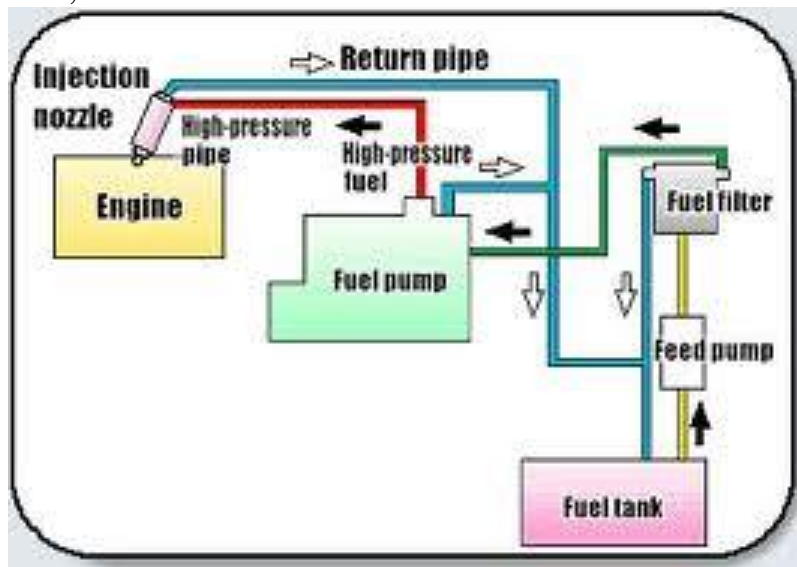 Return pipe
Injection
nozzle
High-pressure
pipe
High-pressure
fuel
Engine
Fuel filter
Fuel pump
Feed pump
Fuel tank